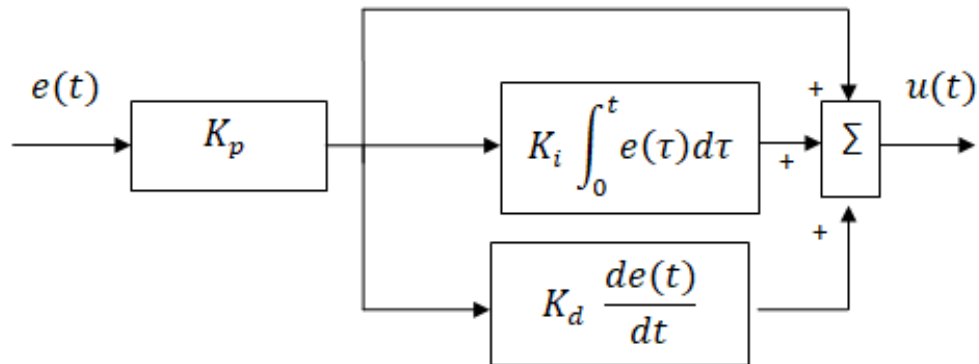 e(t)
K_p
K_i ∫_0^t e(τ)dτ
K_d de(t)/dt
+
+
+
Σ
u(t)